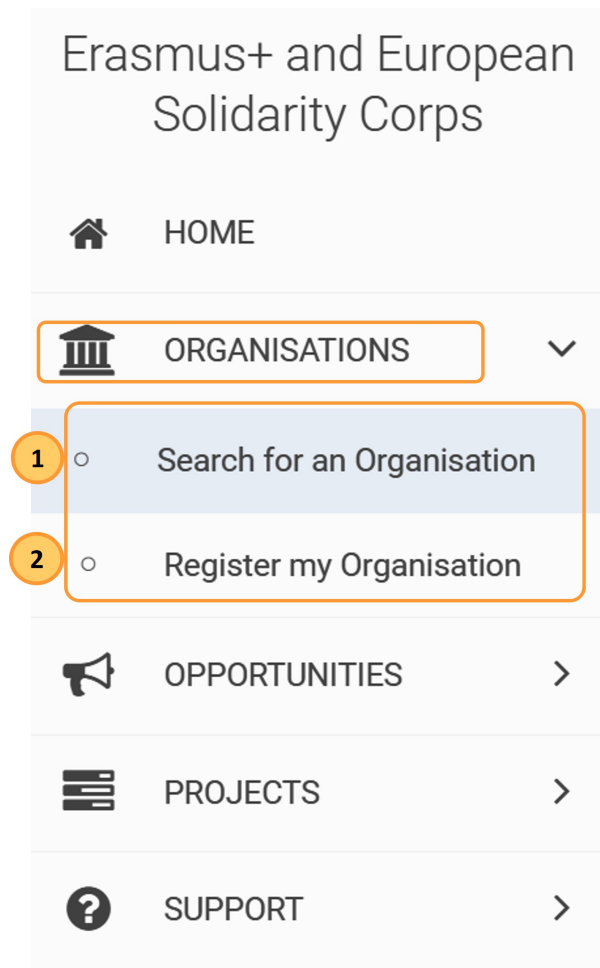 Erasmus+ and European
Solidarity Corps
HOME
ORGANISATIONS
1 Search for an Organisation
2 Register my Organisation
OPPORTUNITIES
PROJECTS
? SUPPORT